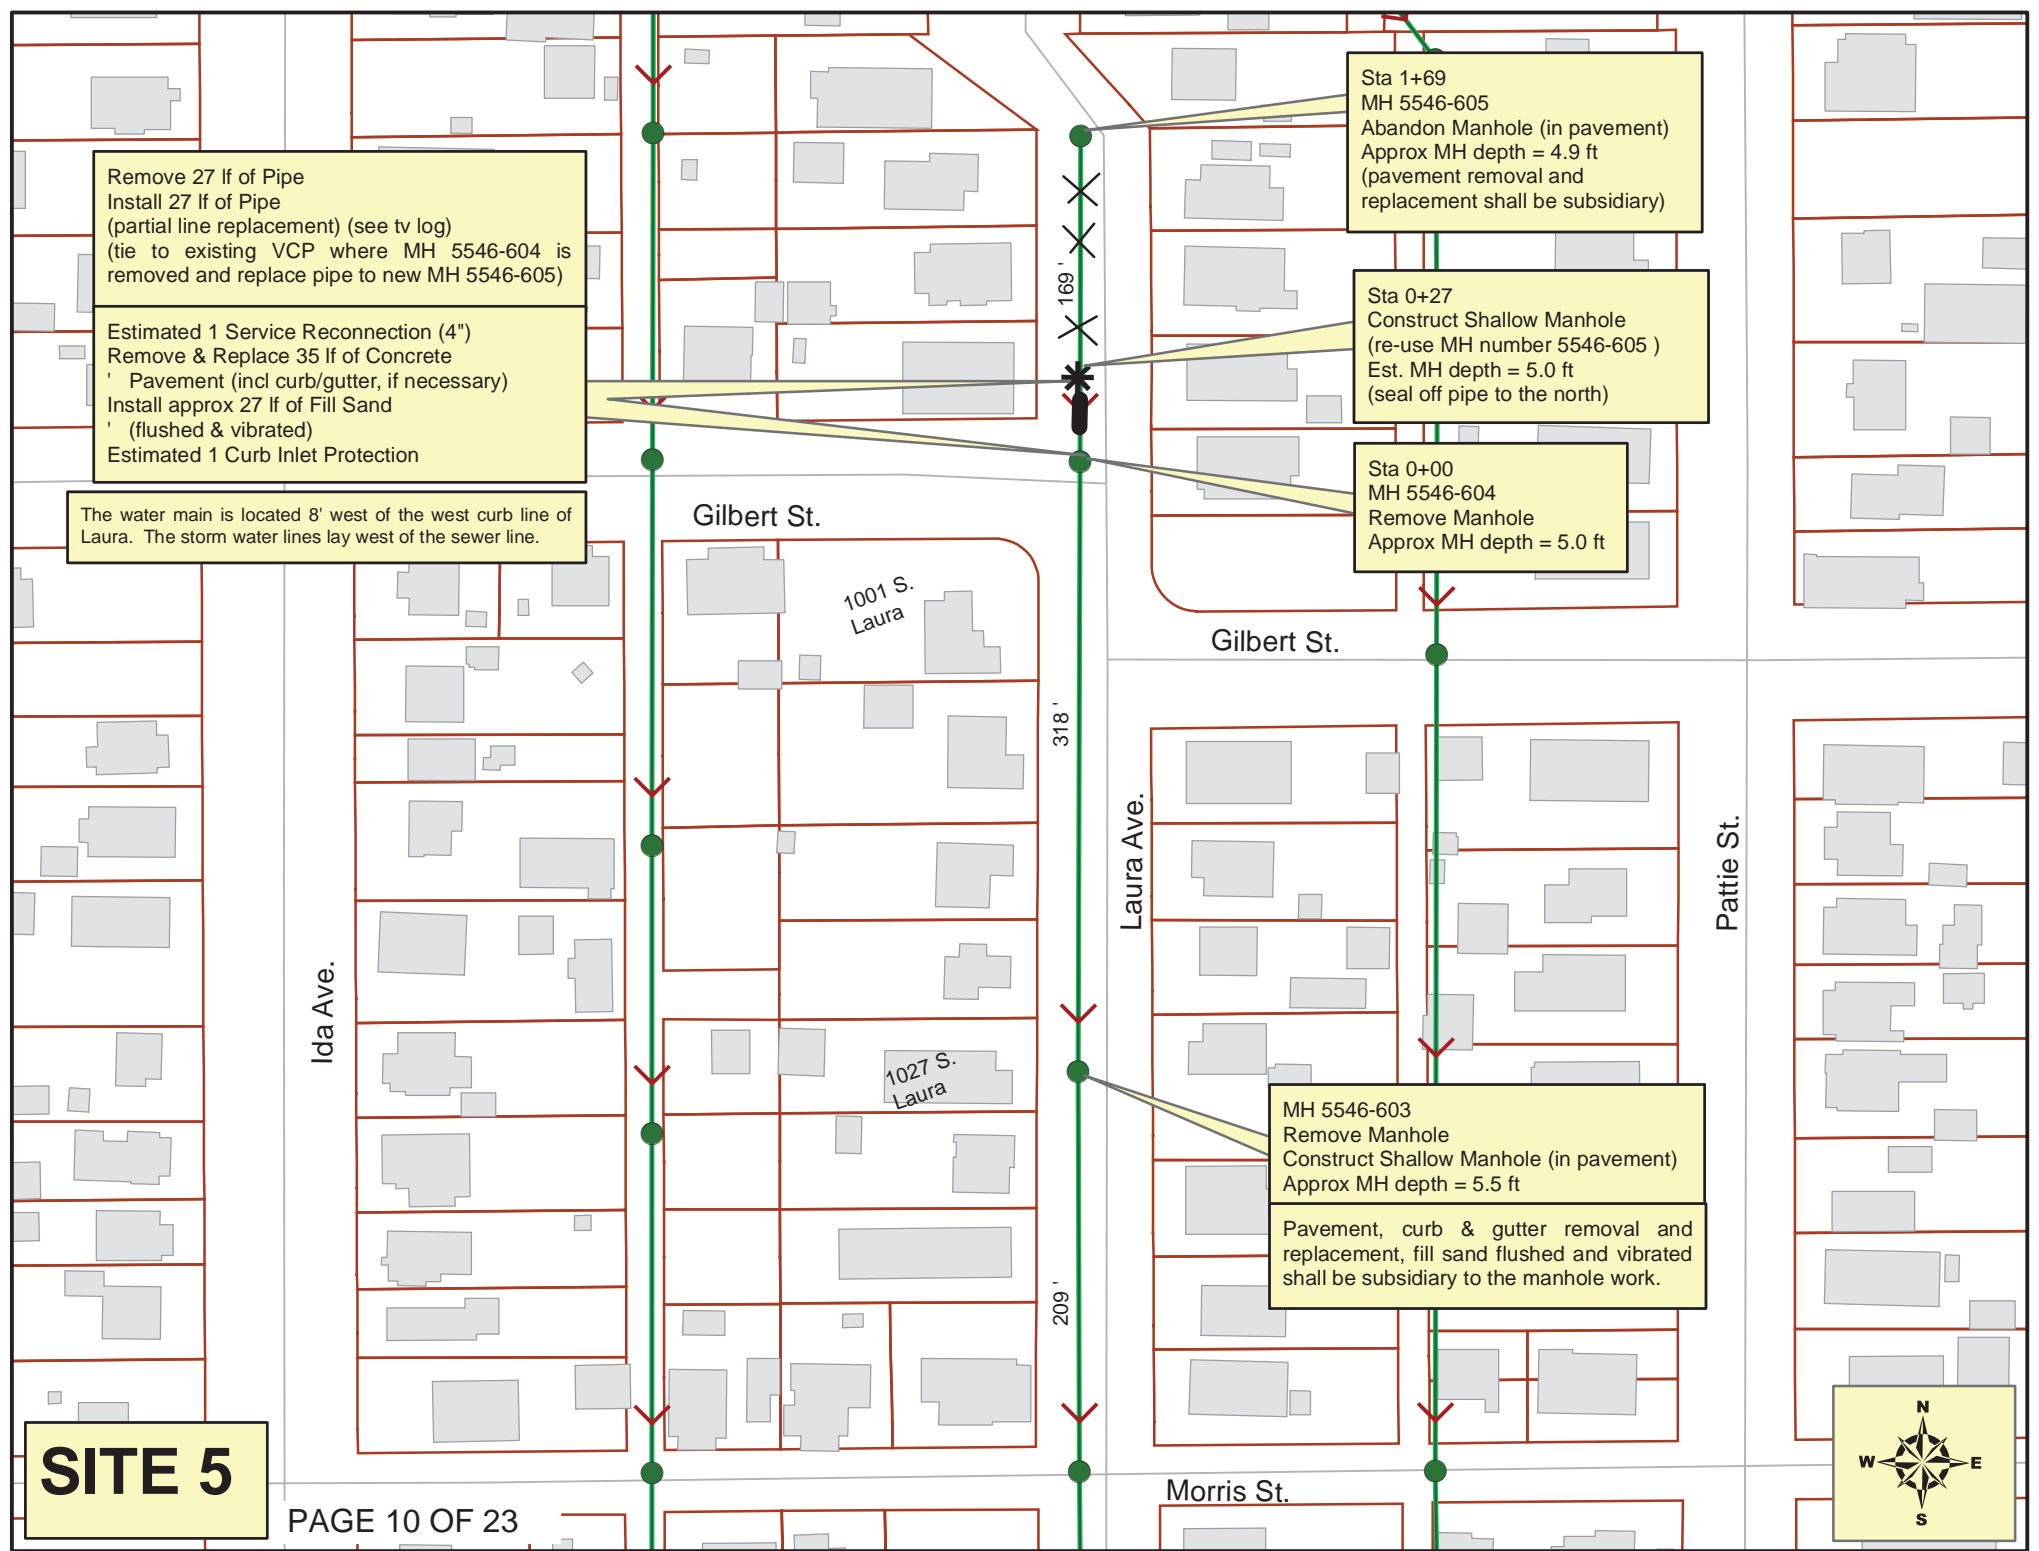 Sta 1+69
MH 5546-605
Abandon Manhole (in pavement)
Approx MH depth = 4.9 ft
(pavement removal and
replacement shall be subsidiary)
Remove 27 lf of Pipe
Install 27 lf of Pipe
(partial line replacement) (see tv log)
(tie to existing VCP where MH 5546-604 is
removed and replace pipe to new MH 5546-605)
Estimated 1 Service Reconnection (4")
Remove & Replace 35 lf of Concrete
' Pavement (incl curb/gutter, if necessary)
Install approx 27 lf of Fill Sand
' (flushed & vibrated)
Estimated 1 Curb Inlet Protection
The water main is located 8' west of the west curb line of
Laura. The storm water lines lay west of the sewer line.
169 '
Sta 0+27
Construct Shallow Manhole
(re-use MH number 5546-605 )
Est. MH depth = 5.0 ft
(seal off pipe to the north)
Sta 0+00
MH 5546-604
Remove Manhole
Approx MH depth = 5.0 ft
Gilbert St.
1001 S.
Laura
Gilbert St.
318 '
Laura Ave.
Pattie St.
Ida Ave.
1027 S.
Laura
MH 5546-603
Remove Manhole
Construct Shallow Manhole (in pavement)
Approx MH depth = 5.5 ft
Pavement, curb & gutter removal and
replacement, fill sand flushed and vibrated
shall be subsidiary to the manhole work.
209 '
SITE 5
PAGE 10 OF 23
Morris St.
N
W E
S